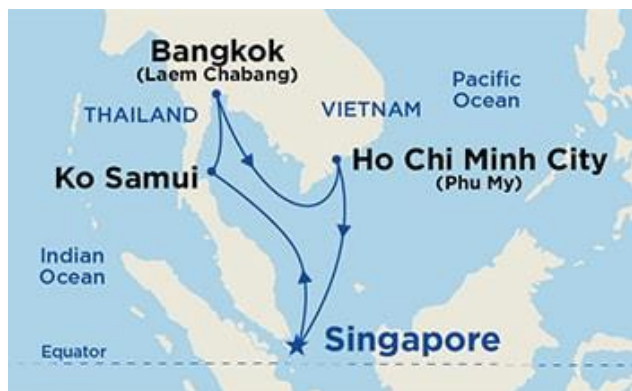 Bangkok
(Laem Chabang)
Pacific
Ocean
THAILAND
VIETNAM
Ho Chi Minh City
(Phu My)
Ko Samui
Indian
Ocean
Singapore
Equator